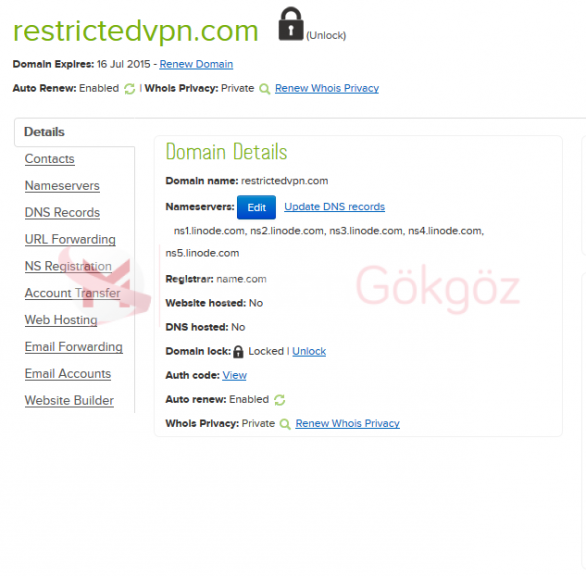 restrictedvpn.com (Unlock)
Domain Expires: 16 Jul 2015 - Renew Domain
Auto Renew: Enabled | Whois Privacy: Private Renew Whois Privacy
Details
Contacts
Nameservers
DNS Records
URL Forwarding
NS Registration
Account Transfer
Web Hosting
Email Forwarding
Email Accounts
Website Builder
Domain Details
Domain name: restrictedvpn.com
Nameservers: Edit Update DNS records
ns1.linode.com, ns2.linode.com, ns3.linode.com, ns4.linode.com,
ns5.linode.com
Registrar: name.com
Website hosted: No
DNS hosted: No
Domain lock: Locked | Unlock
Auth code: View
Auto renew: Enabled
Whois Privacy: Private Renew Whois Privacy
Gökgöz